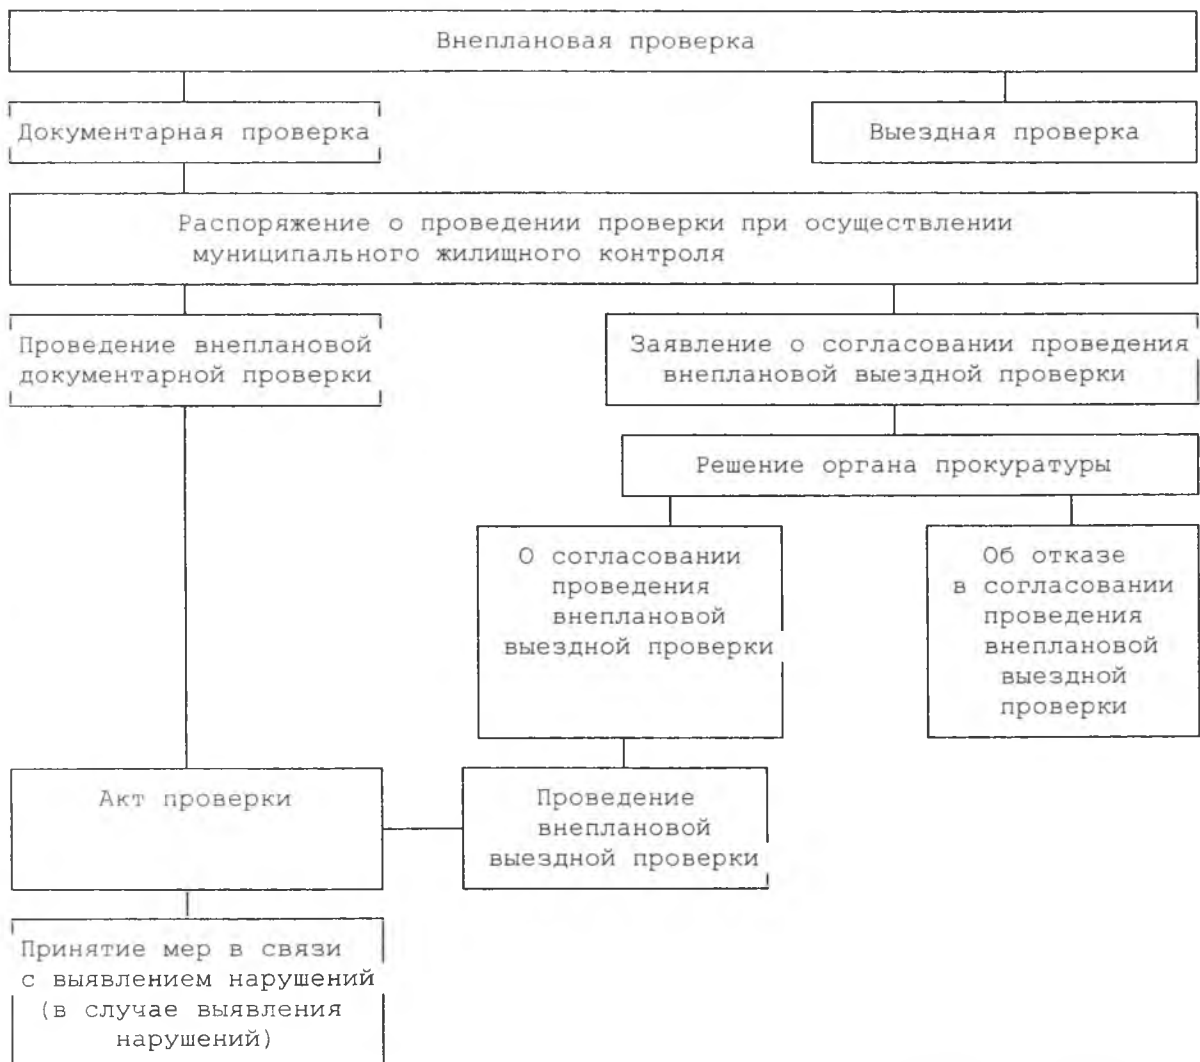 Внеплановая проверка
Документарная проверка
Выездная проверка
Распоряжение о проведении проверки при осуществлении
муниципального жилищного контроля
Проведение внеплановой
документарной проверки
Заявление о согласовании проведения
внеплановой выездной проверки
Решение органа прокуратуры
О согласовании
проведения
внеплановой
выездной проверки
Об отказе
в согласовании
проведения
внеплановой
выездной
проверки
Акт проверки
Проведение
внеплановой
выездной проверки
Принятие мер в связи
с выявлением нарушений
(в случае выявления
нарушений)